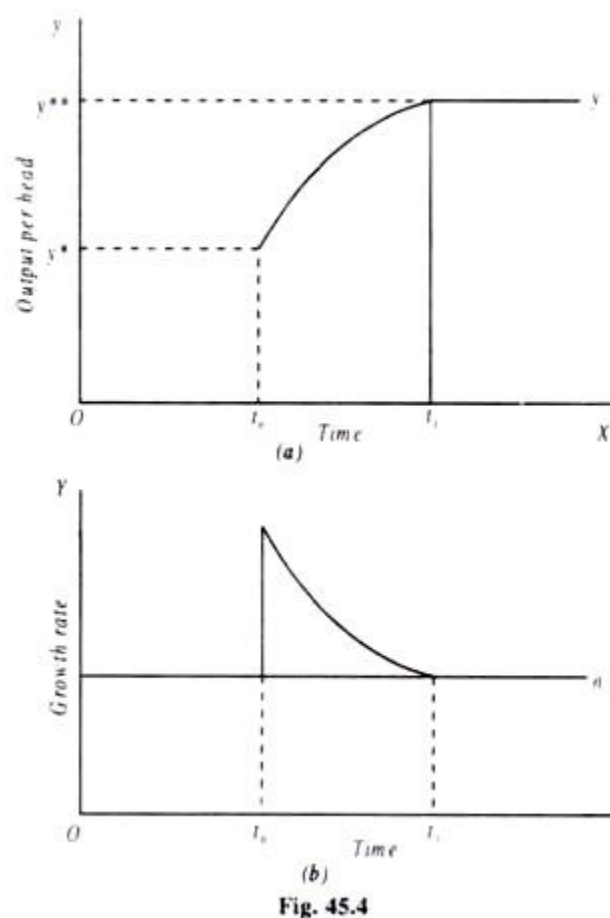 y
y**
y
Output per head
y*
O
t₀
Time
t₁
X
(a)
Y
Growth rate
n
O
t₀
Time
t₁
(b)
Fig. 45.4